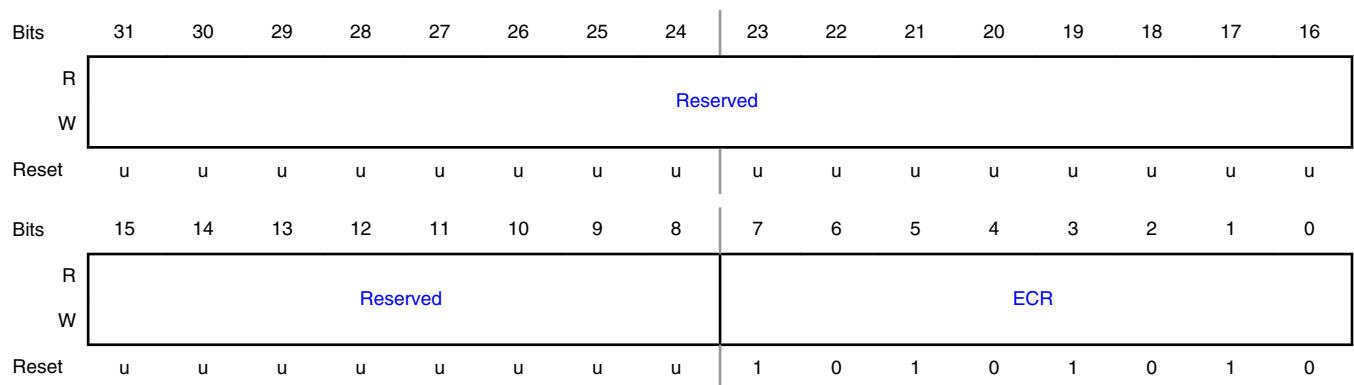 Bits 31 30 29 28 27 26 25 24 23 22 21 20 19 18 17 16
R
Reserved
W
Reset u u u u u u u u u u u u u u u u
Bits 15 14 13 12 11 10 9 8 7 6 5 4 3 2 1 0
R
Reserved ECR
W
Reset u u u u u u u u 1 0 1 0 1 0 1 0